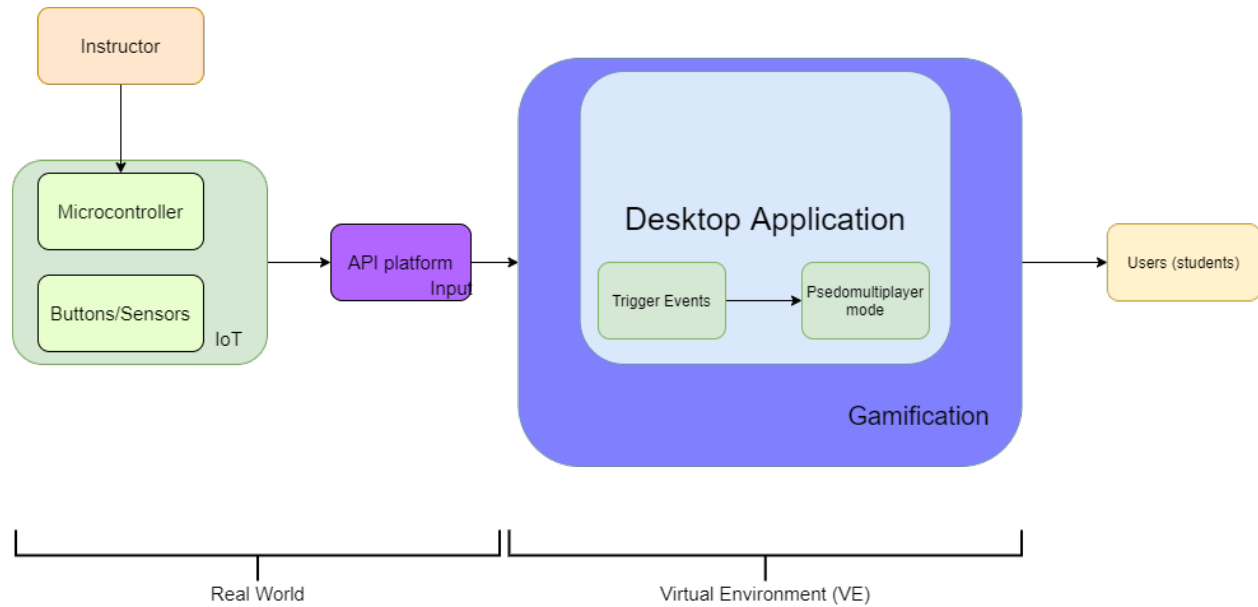 Instructor
Microcontroller
Buttons/Sensors
IoT
API platform
Input
Desktop Application
Trigger Events
Psedomultiplayer
mode
Gamification
Users (students)
Real World
Virtual Environment (VE)